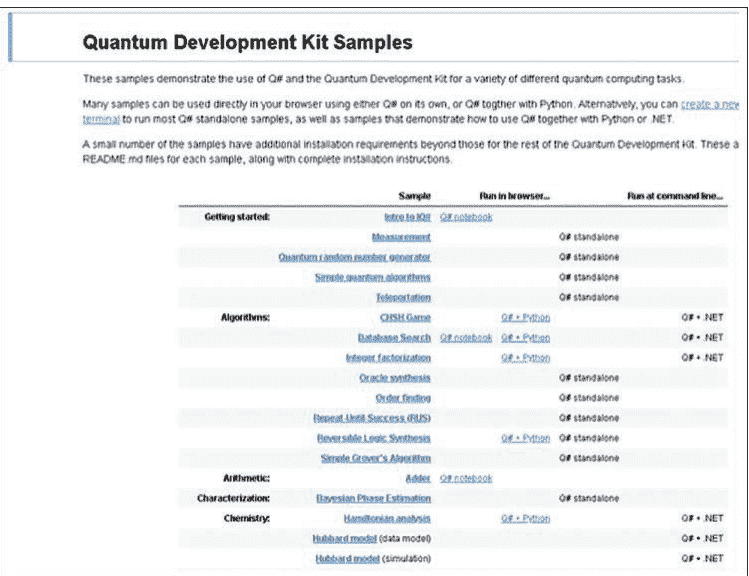 Quantum Development Kit Samples
These samples demonstrate the use of Q# and the Quantum Development Kit for a variety of different quantum computing tasks.
Many samples can be used directly in your browser using either Q# on its own, or Q# togther with Python. Alternatively, you can create a new
terminal to run most Q# standalone samples, as well as samples that demonstrate how to use Q# together with Python or .NET.
A small number of the samples have additional installation requirements beyond those for the rest of the Quantum Development Kit. These a
README.md files for each sample, along with complete installation instructions.
Sample Run in browser... Run at command line...
Getting started: Intro to IQ# Q# notebook
Measurement Q# standalone
Quantum random number generator Q# standalone
Simple quantum algorithms Q# standalone
Teleportation Q# standalone
Algorithms: CHSH Game Q# + Python Q# + .NET
Database Search Q# notebook Q# + Python Q# + .NET
Integer factorization Q# + Python Q# + .NET
Oracle synthesis Q# standalone
Order finding Q# standalone
Repeat Until Success (RUS) Q# standalone
Reversible Logic Synthesis Q# + Python Q# standalone
Simple Grover's Algorithm Q# standalone
Arithmetic: Adder Q# notebook
Characterization: Bayesian Phase Estimation Q# standalone
Chemistry: Hamiltonian analysis Q# + Python Q# + .NET
Hubbard model (data model) Q# + .NET
Hubbard model (simulation) Q# + .NET